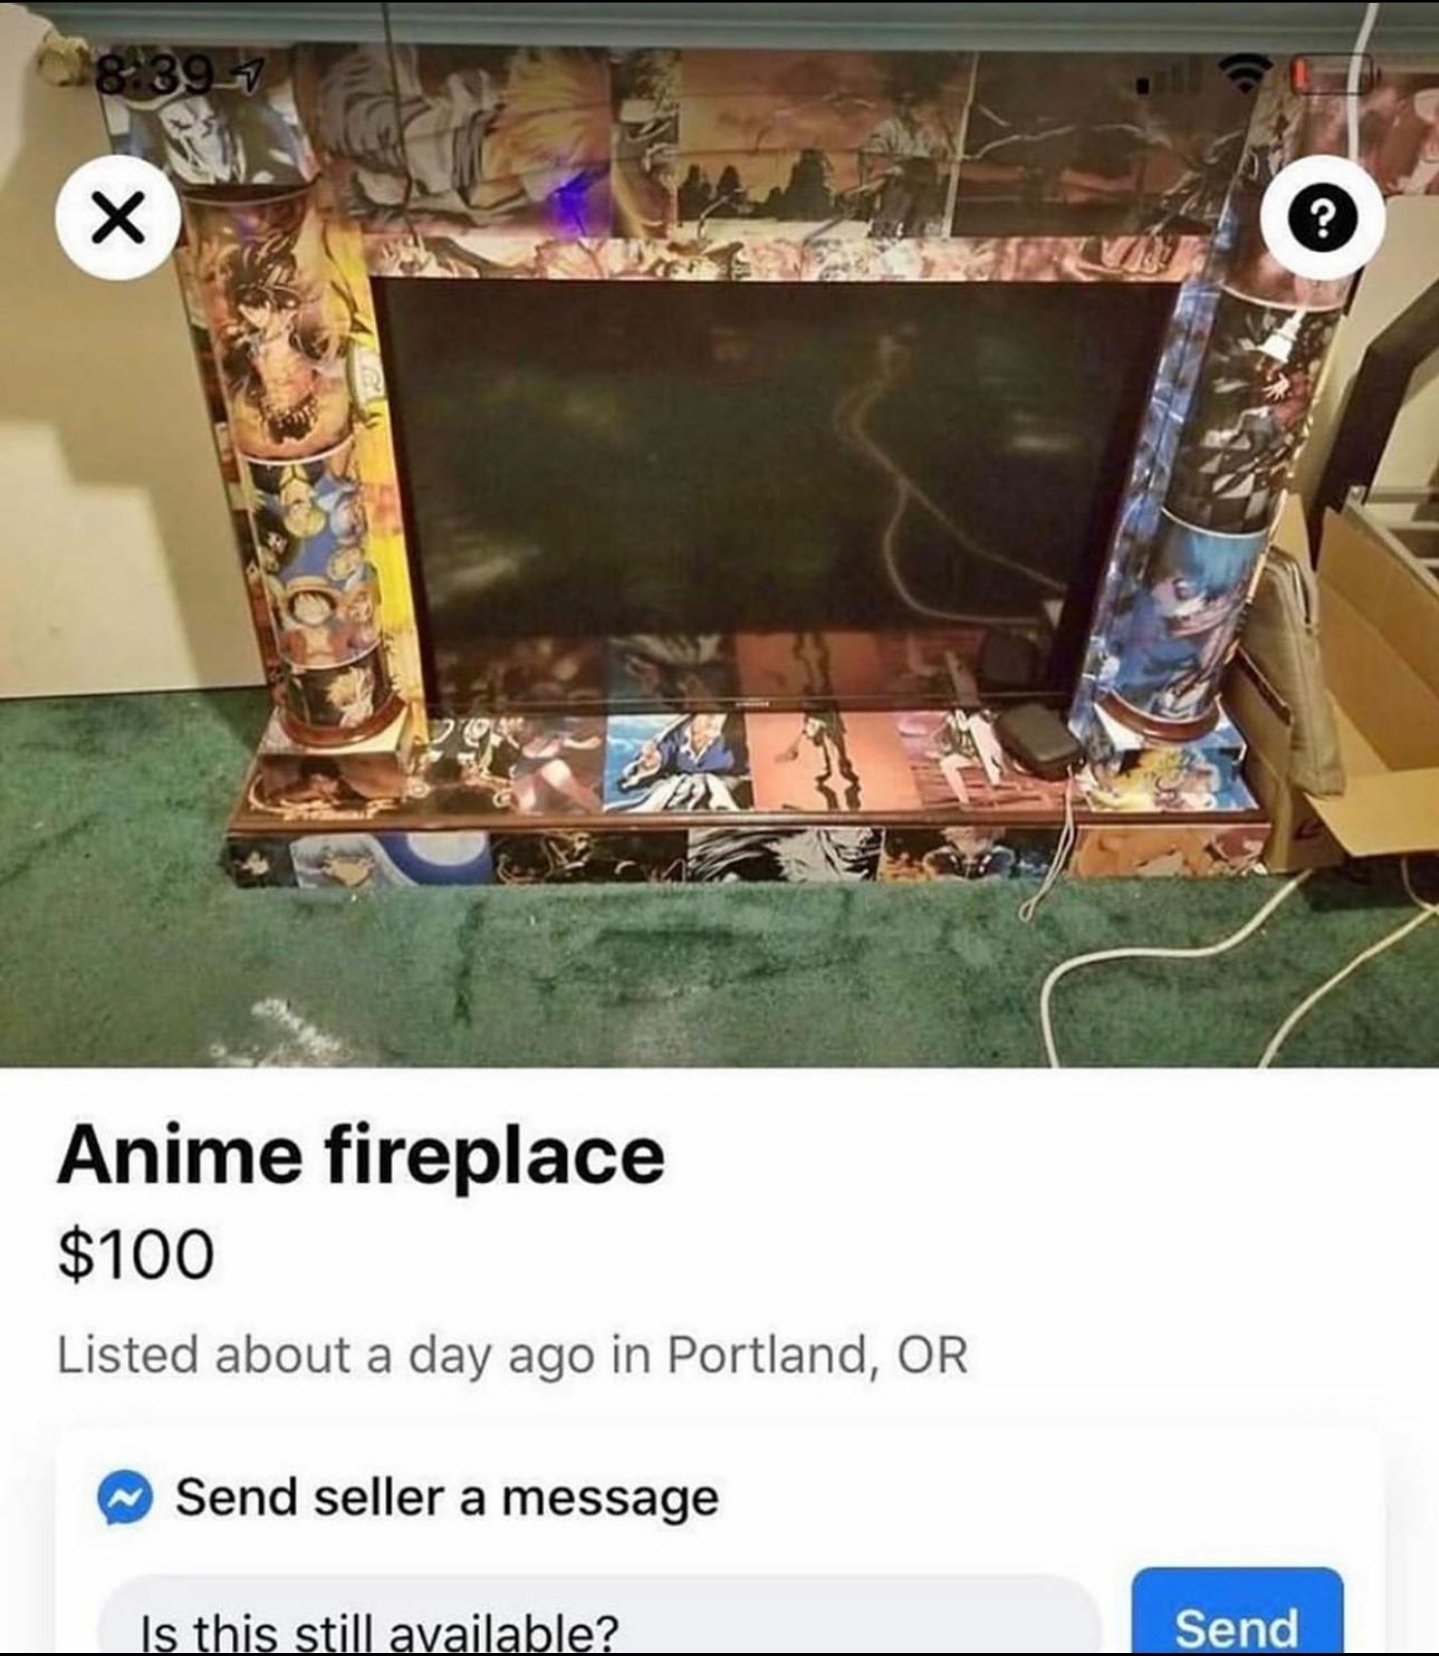 8:39
Anime fireplace
$100
Listed about a day ago in Portland, OR
Send seller a message
Is this still available?
Send